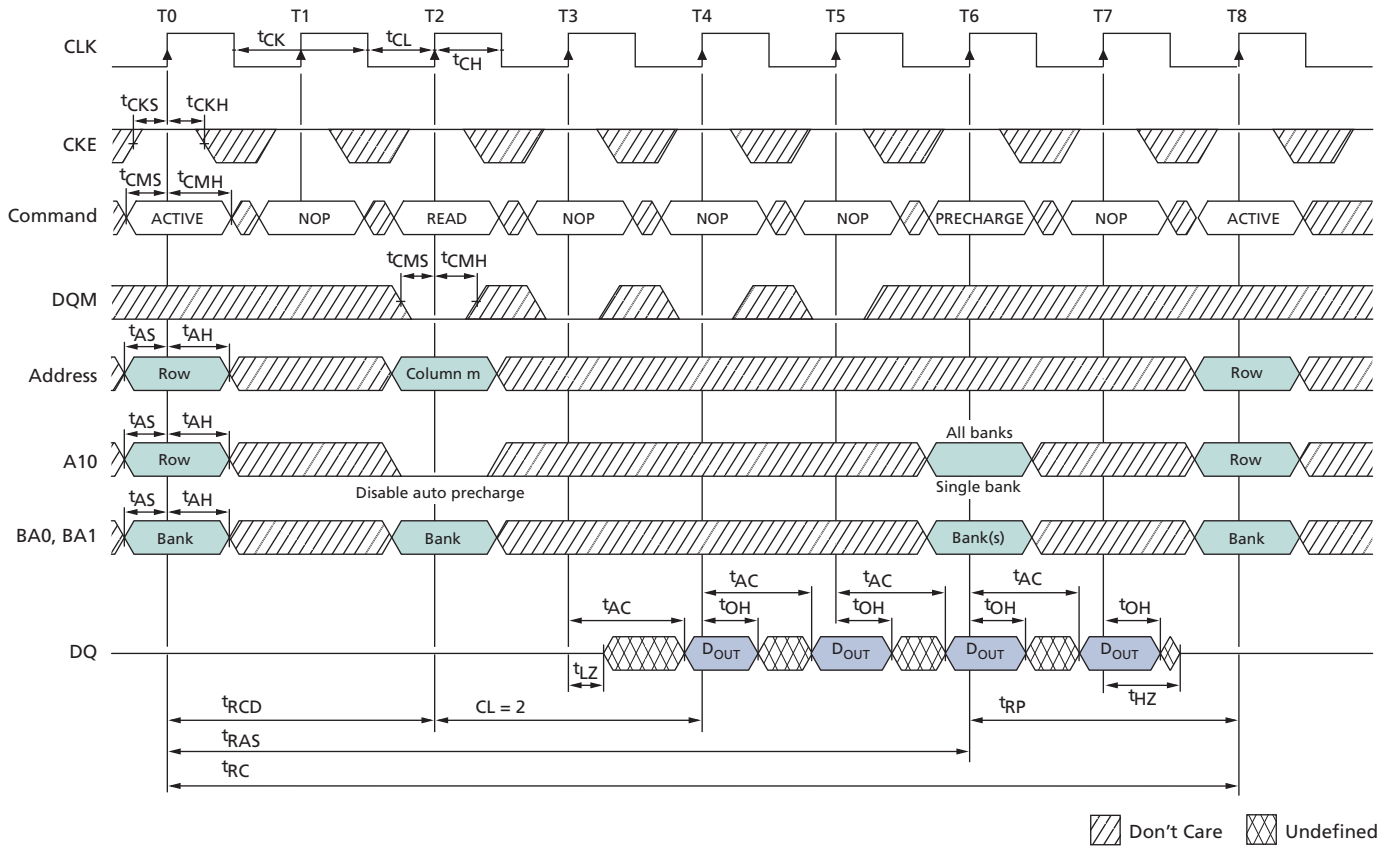 T0 T1 T2 T3 T4 T5 T6 T7 T8
CLK
tCK tCL
tCH
tCKS tCKH
CKE
tCMS tCMH
Command ACTIVE NOP READ NOP NOP NOP PRECHARGE NOP ACTIVE
tCMS tCMH
DQM
tAS tAH
Address Row Column m Row
tAS tAH All banks
A10 Row Row
Disable auto precharge Single bank
tAS tAH
BA0, BA1 Bank Bank Bank(s) Bank
tAC tAC tAC
tAC tOH tOH tOH tOH
DQ DOUT DOUT DOUT DOUT
tLZ tHZ
tRCD CL = 2 tRP
tRAS
tRC
Don't Care Undefined